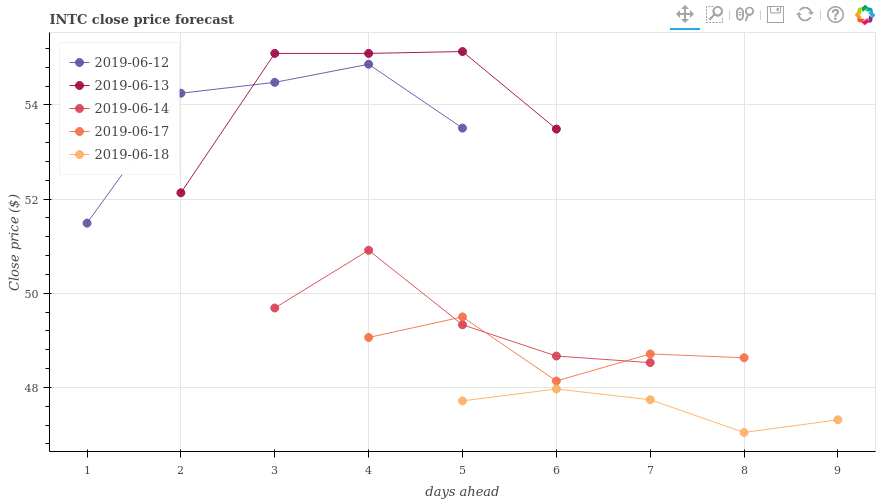 INTC close price forecast
2019-06-12
2019-06-13
2019-06-14
2019-06-17
2019-06-18
Close price ($)
54
52
50
48
1 2 3 4 5 6 7 8 9
days ahead